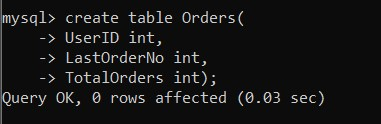 mysql> create table Orders(
    -> UserID int,
    -> LastOrderNo int,
    -> TotalOrders int);
Query OK, 0 rows affected (0.03 sec)